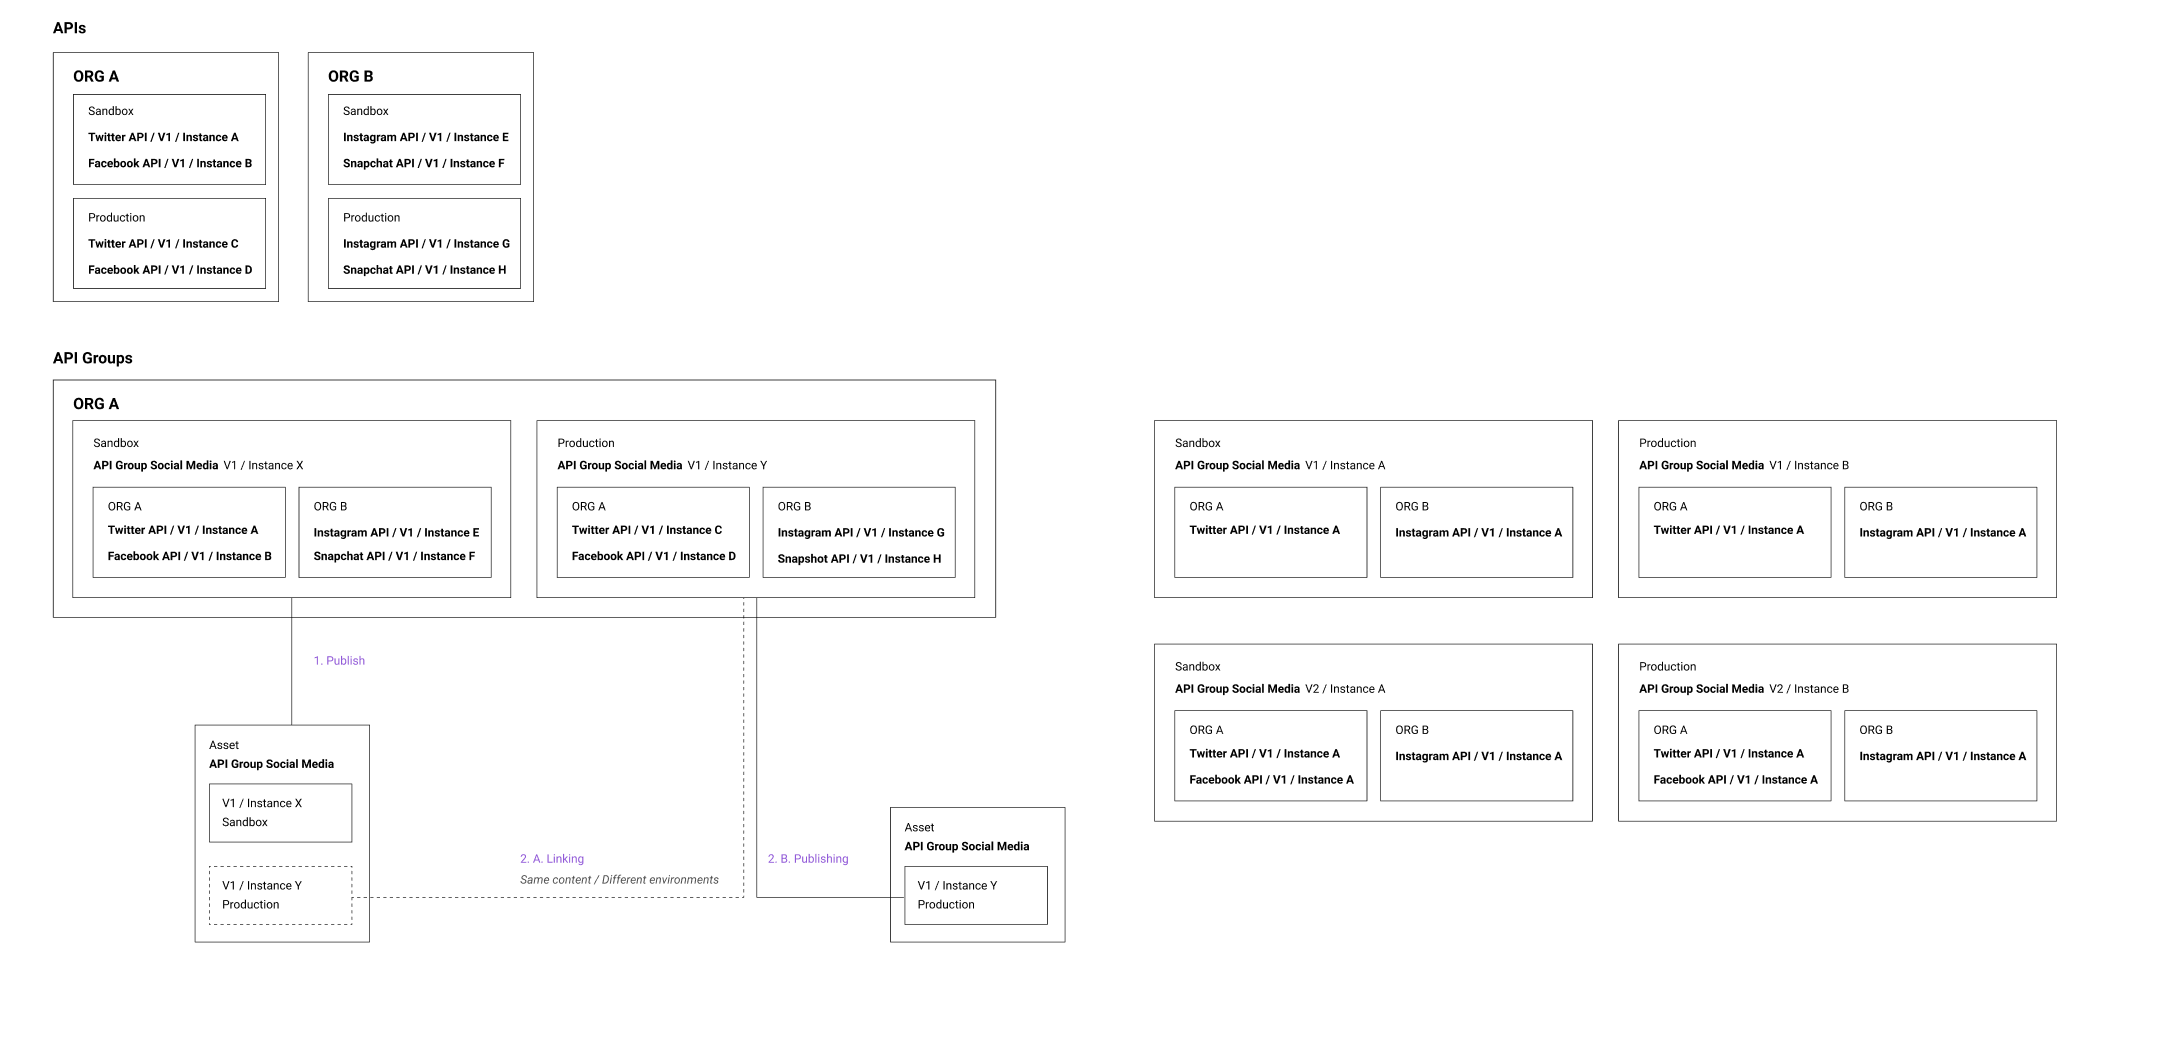 APIs
ORG A
Sandbox
Twitter API / V1 / Instance A
Facebook API / V1 / Instance B
Production
Twitter API / V1 / Instance C
Facebook API / V1 / Instance D
ORG B
Sandbox
Instagram API / V1 / Instance E
Snapchat API / V1 / Instance F
Production
Instagram API / V1 / Instance G
Snapchat API / V1 / Instance H
API Groups
ORG A
Sandbox
API Group Social Media V1 / Instance X
ORG A
Twitter API / V1 / Instance A
Facebook API / V1 / Instance B
ORG B
Instagram API / V1 / Instance E
Snapchat API / V1 / Instance F
Production
API Group Social Media V1 / Instance Y
ORG A
Twitter API / V1 / Instance C
Facebook API / V1 / Instance D
ORG B
Instagram API / V1 / Instance G
Snapshot API / V1 / Instance H
1. Publish
Asset
API Group Social Media
V1 / Instance X
Sandbox
V1 / Instance Y
Production
2. A. Linking
Same content / Different environments
2. B. Publishing
Asset
API Group Social Media
V1 / Instance Y
Production
Sandbox
API Group Social Media V1 / Instance A
ORG A
Twitter API / V1 / Instance A
ORG B
Instagram API / V1 / Instance A
Production
API Group Social Media V1 / Instance B
ORG A
Twitter API / V1 / Instance A
ORG B
Instagram API / V1 / Instance A
Sandbox
API Group Social Media V2 / Instance A
ORG A
Twitter API / V1 / Instance A
Facebook API / V1 / Instance A
ORG B
Instagram API / V1 / Instance A
Production
API Group Social Media V2 / Instance B
ORG A
Twitter API / V1 / Instance A
Facebook API / V1 / Instance A
ORG B
Instagram API / V1 / Instance A